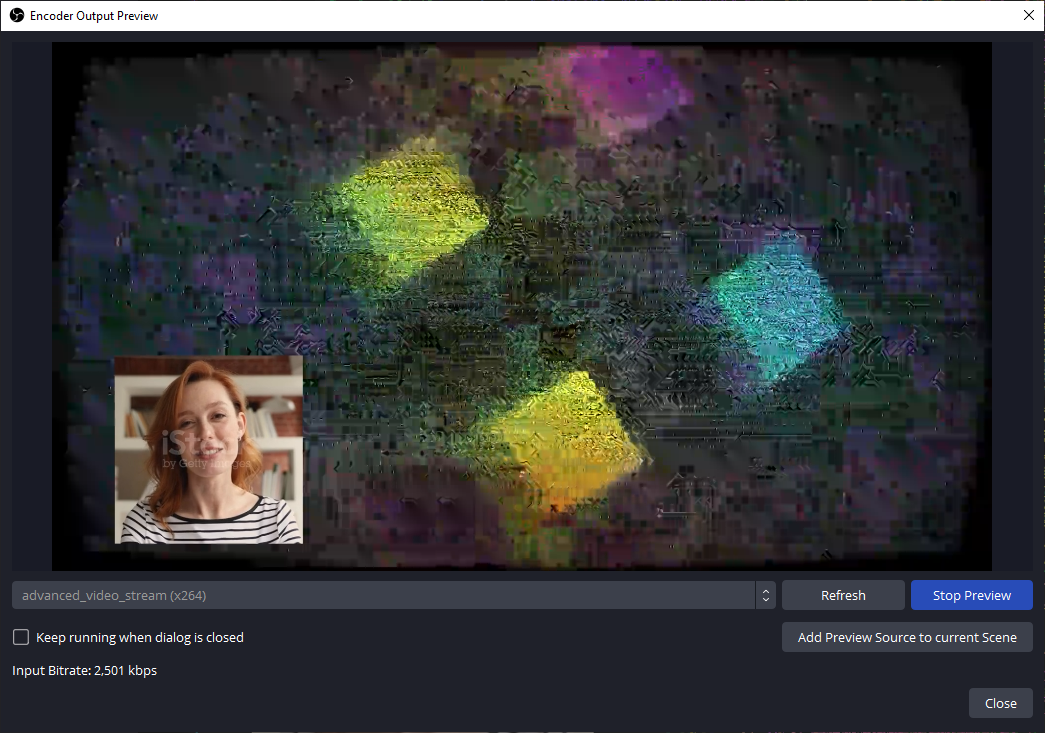 Encoder Output Preview
iStock
by Getty Images
advanced_video_stream (x264)
Refresh
Stop Preview
Keep running when dialog is closed
Add Preview Source to current Scene
Input Bitrate: 2,501 kbps
Close